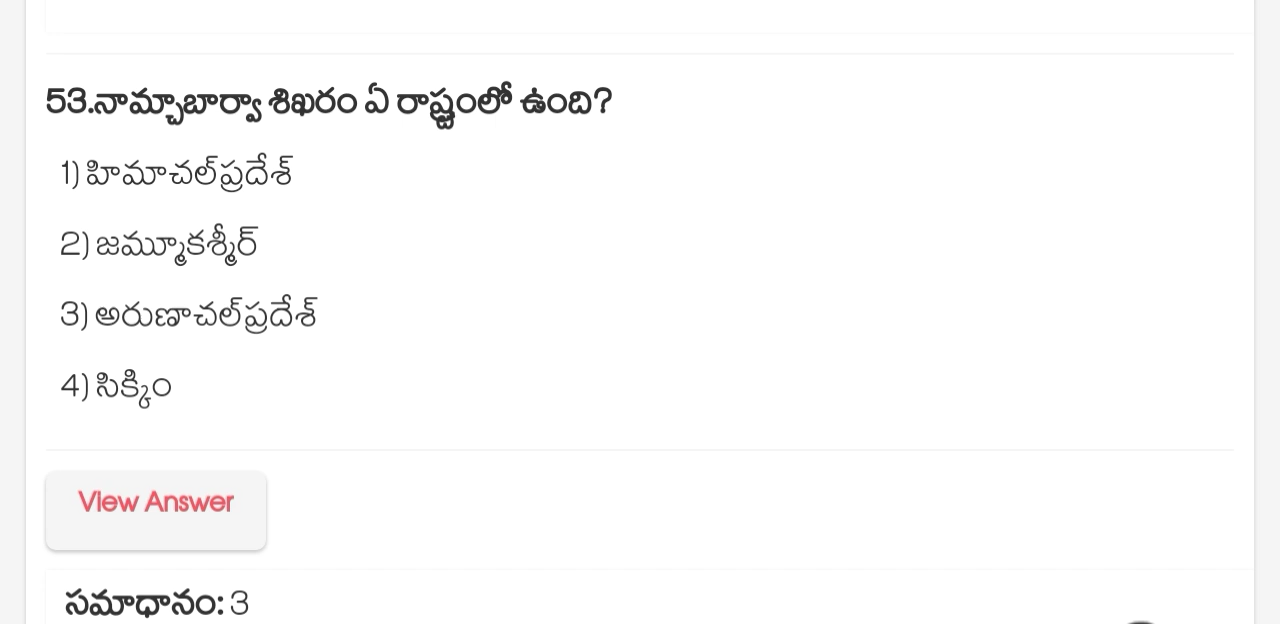 53.నామ్చాబార్వా శిఖరం ఏ రాష్ట్రంలో ఉంది?
1) హిమాచల్‌ప్రదేశ్
2) జమ్మూకశ్మీర్
3) అరుణాచల్‌ప్రదేశ్
4) సిక్కిం
View Answer
సమాధానం: 3